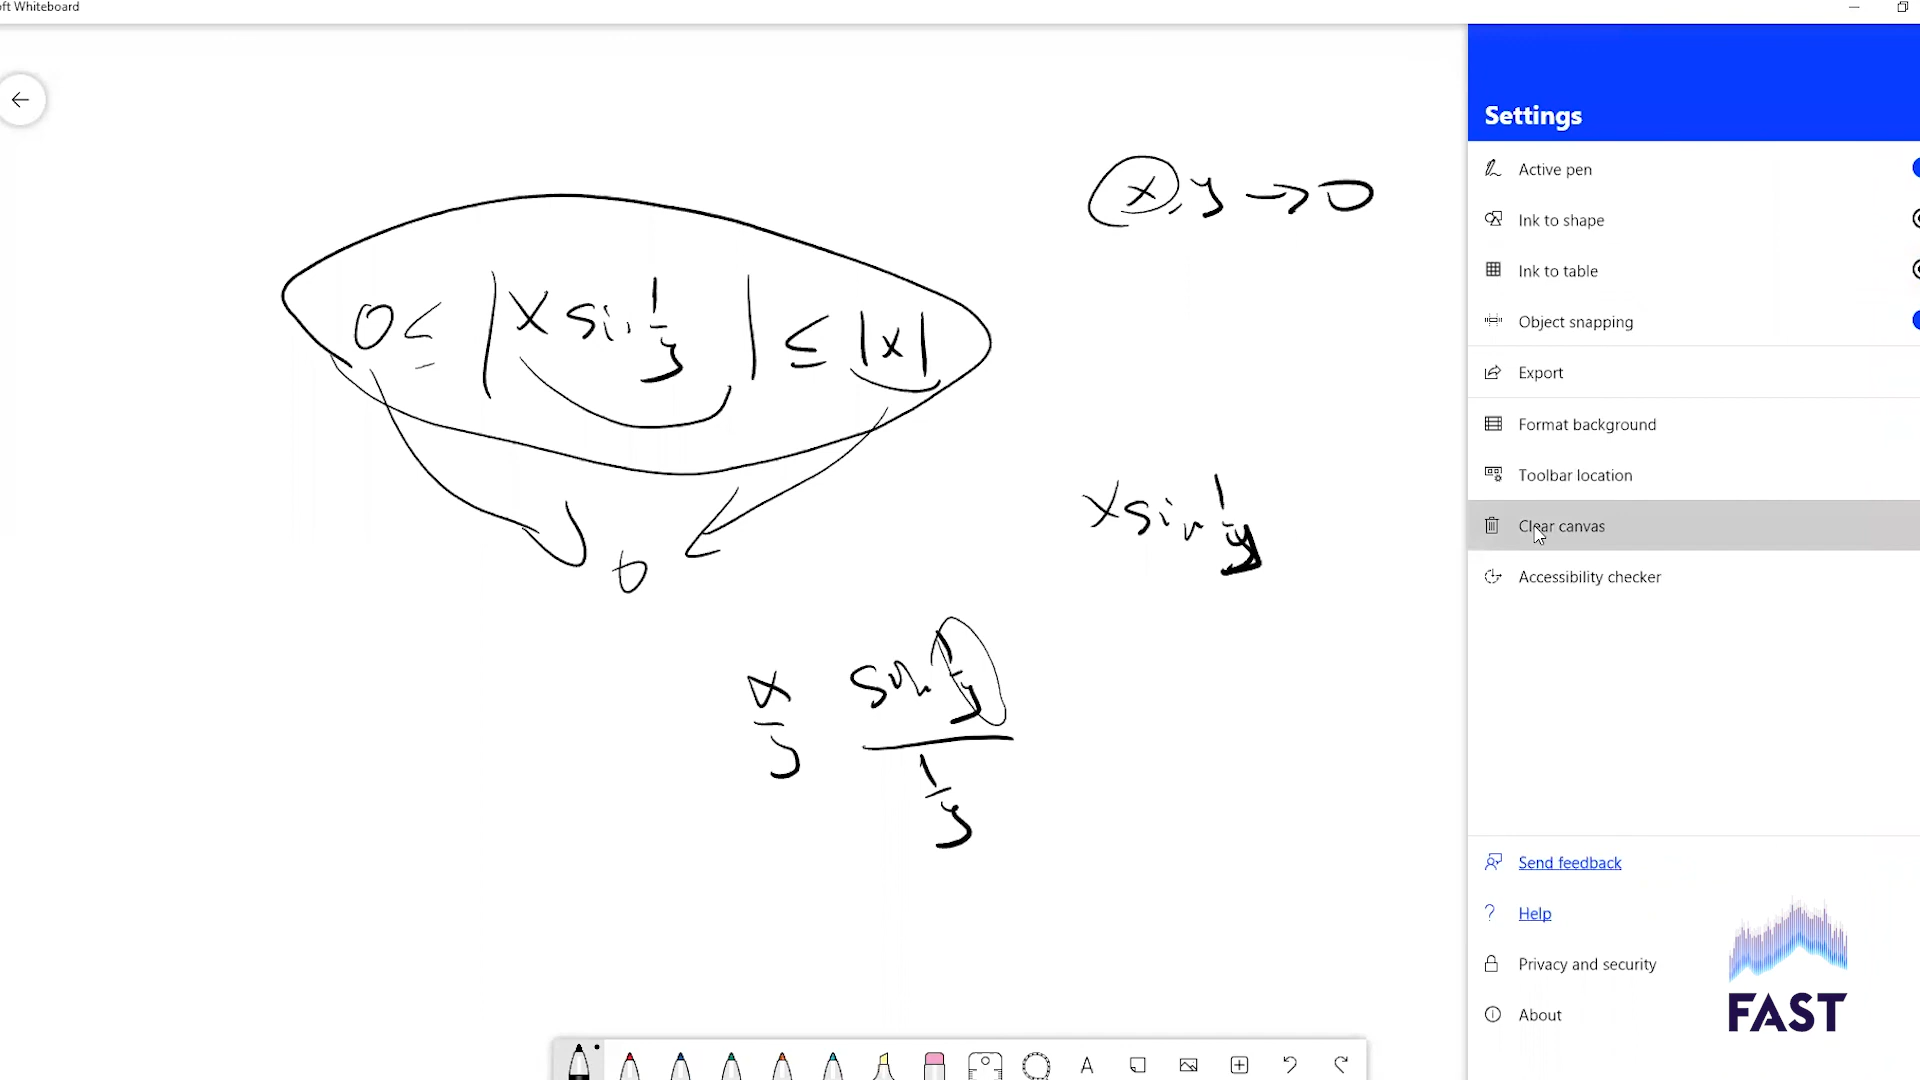 ft Whiteboard
x, y → 0
0 ≤ | x sin 1/y | ≤ |x|
0
x sin 1/y
x/y sin 1/y / 1/y
Settings
Active pen
Ink to shape
Ink to table
Object snapping
Export
Format background
Toolbar location
Clear canvas
Accessibility checker
Send feedback
Help
Privacy and security
About
FAST